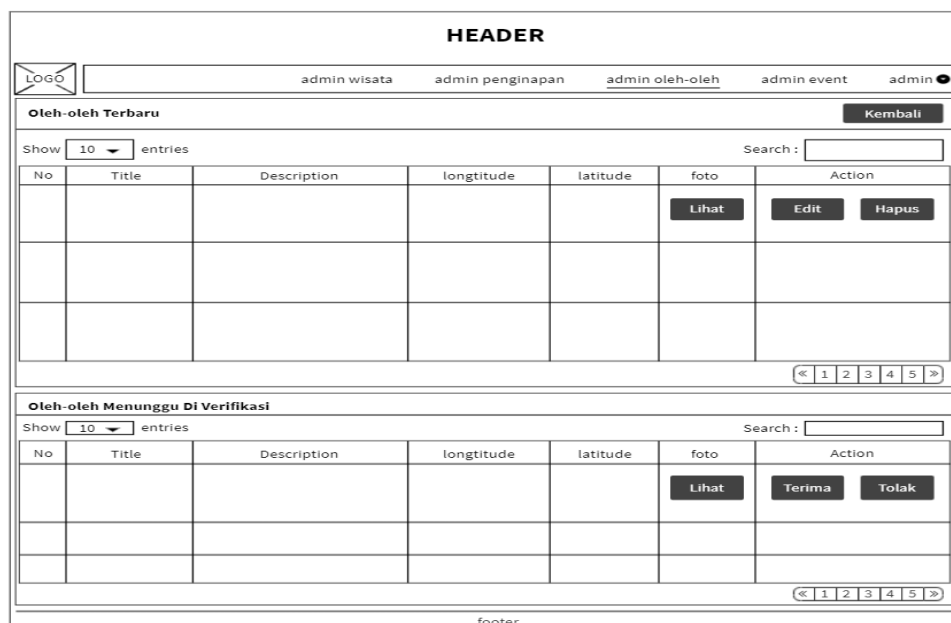 HEADER
LOGO admin wisata admin penginapan admin oleh-oleh admin event admin
Oleh-oleh Terbaru Kembali
Show 10 entries Search :
No Title Description longtitude latitude foto Action
Lihat Edit Hapus
« 1 2 3 4 5 »
Oleh-oleh Menunggu Di Verifikasi
Show 10 entries Search :
No Title Description longtitude latitude foto Action
Lihat Terima Tolak
« 1 2 3 4 5 »
footer